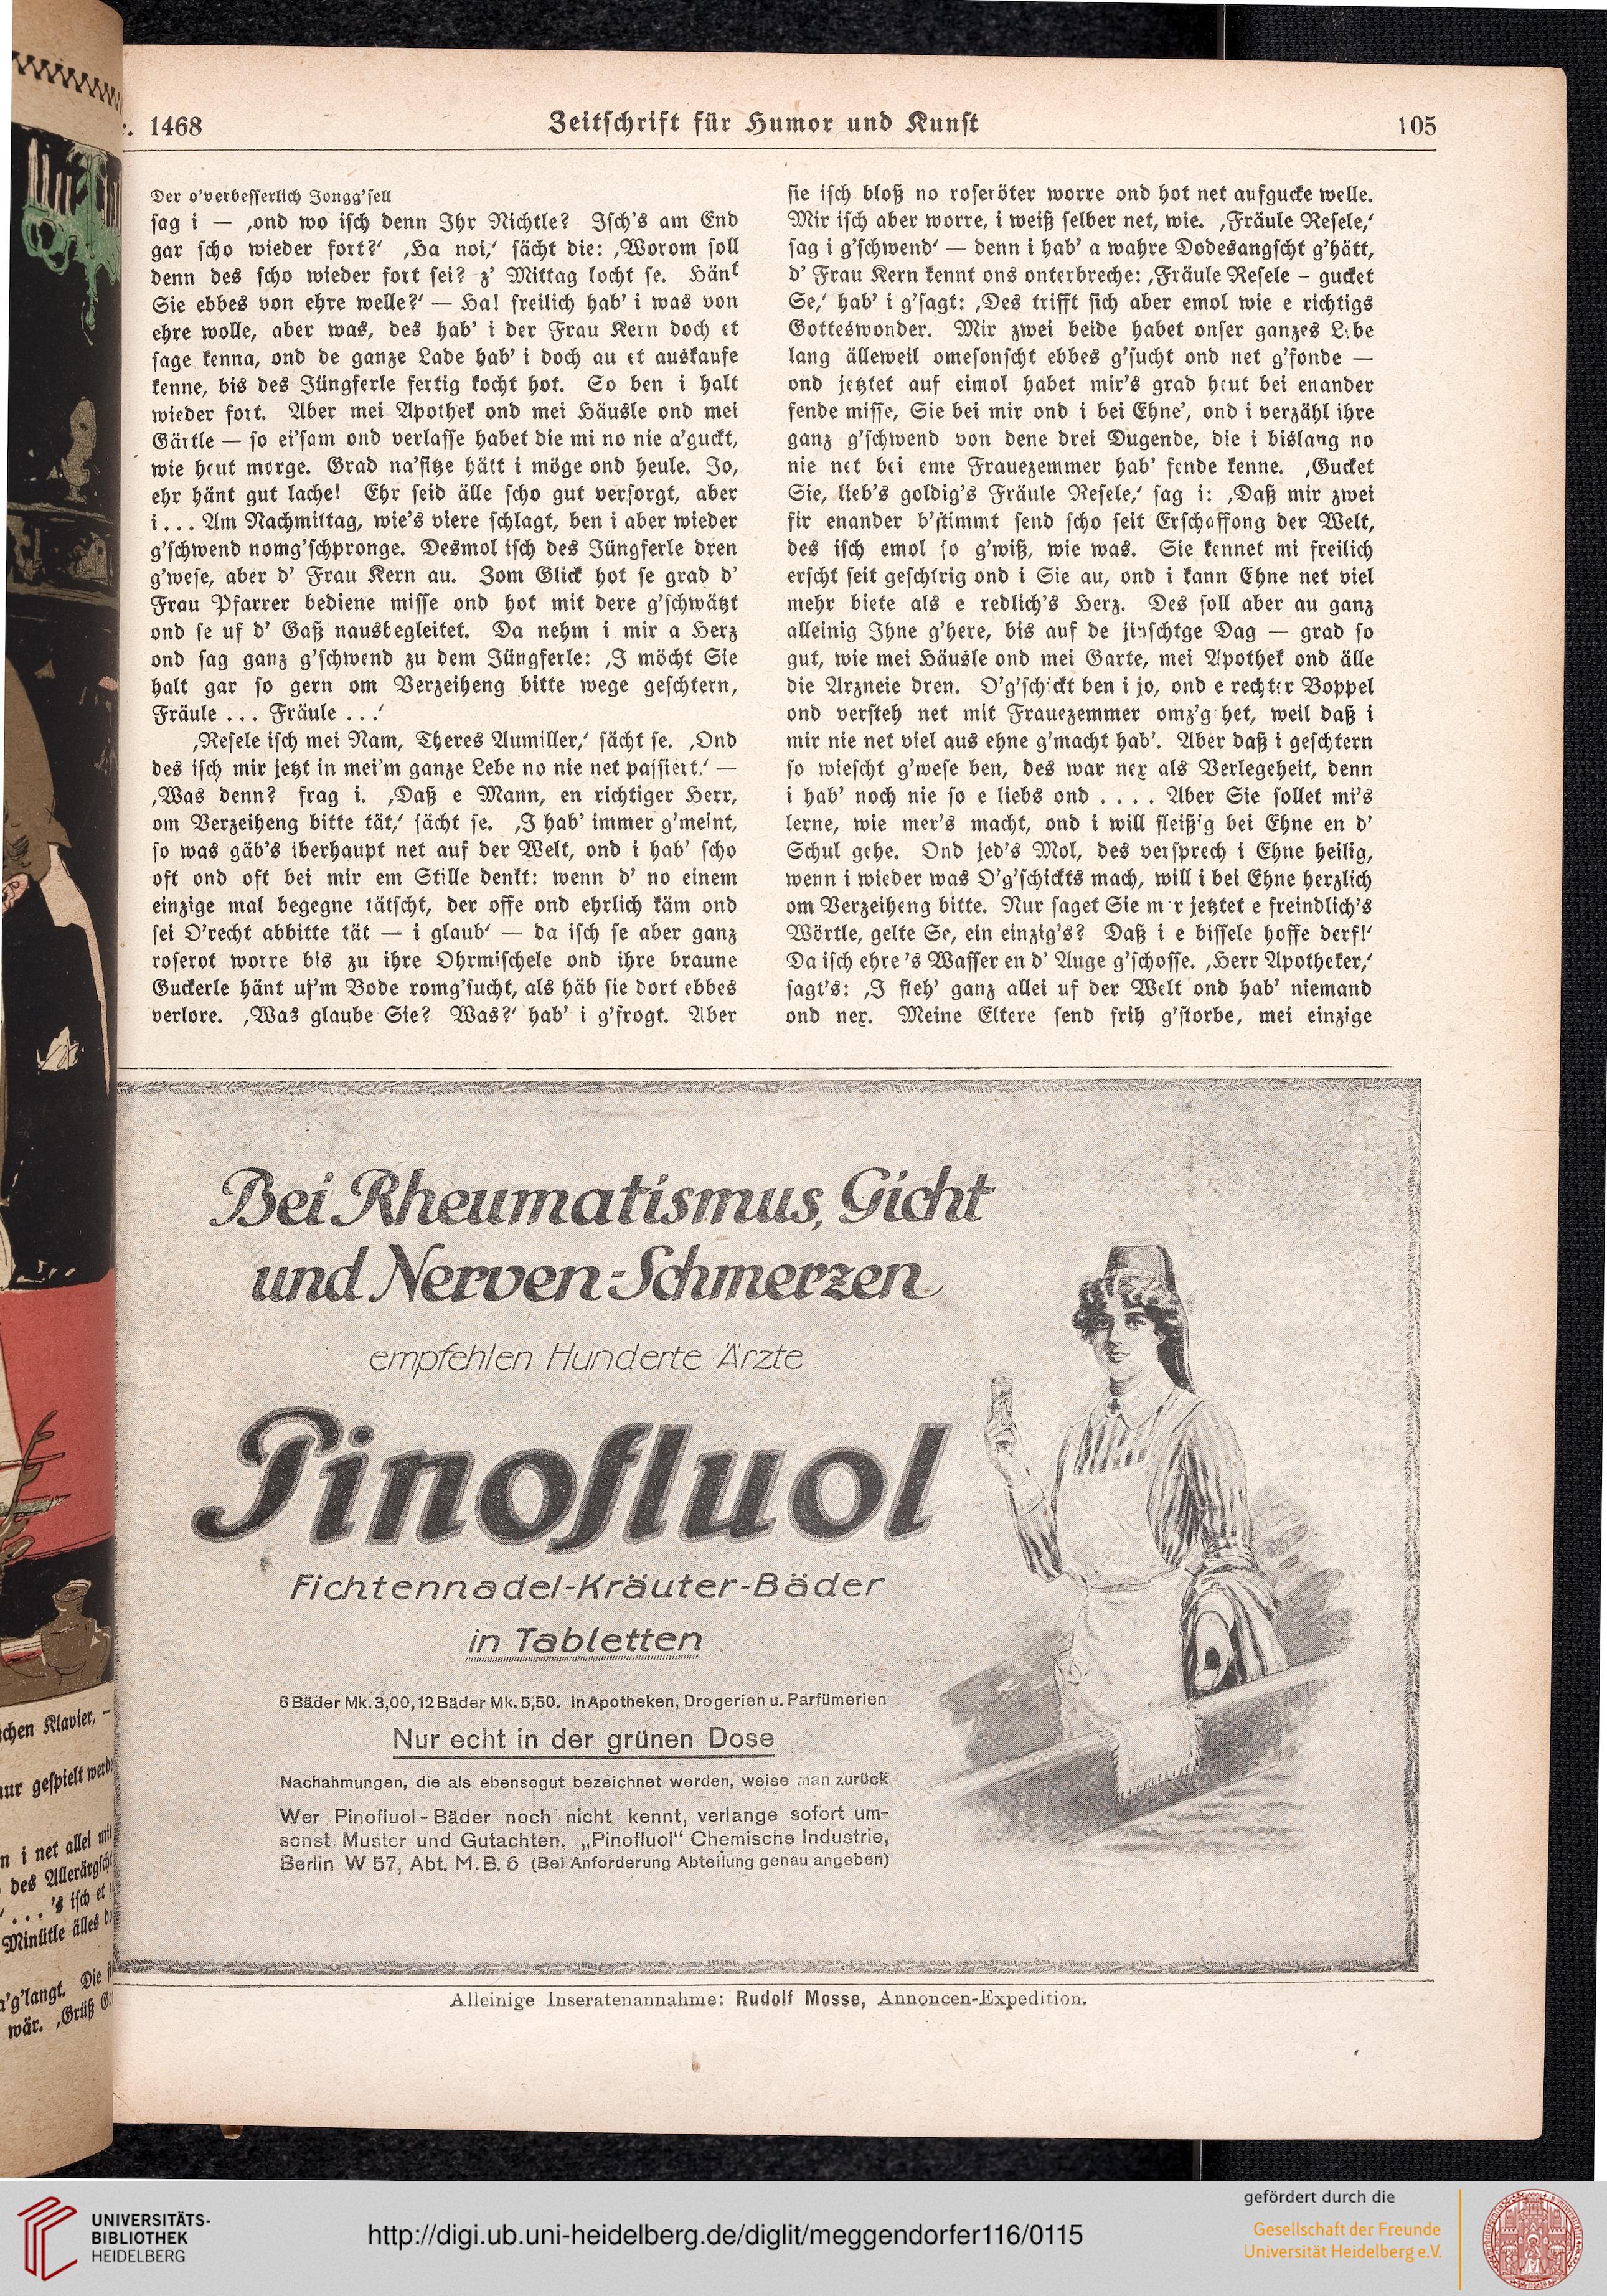 1468
Zeitschrift für Humor und Kunst
105
Der o'verbesserlich Jongg'sell
sag i — ‚ond wo isch denn Ihr Nichtle? Isch's am End
gar scho wieder fort?' ‚Ha noi,' sächt die: ‚Worom soll
denn des scho wieder fort sei? z' Mittag locht se. Hänt
Sie ebbes von ehre welle?' — Ha! freilich hab' i was von
ehre wolle, aber was, des hab' i der Frau Kern doch et
sage kenna, ond de ganze Lade hab' i doch au et auskaufe
kenne, bis des Jüngferle fertig kocht hot. So ben i halt
wieder fort. Aber mei Apothek ond mei Häusle ond mei
Gärtle — so ei'sam ond verlasse habet die mi no nie a'guckt,
wie heut morge. Grad na'sitze hätt i möge ond heule. Jo,
ehr hänt gut lache! Ehr seid älle scho gut versorgt, aber
i... Am Nachmittag, wie's viere schlagt, ben i aber wieder
g'schwend nomg'schpronge. Desmol isch des Jüngferle dren
g'wese, aber d' Frau Kern au. Zom Glick hot se grad d'
Frau Pfarrer bediene misse ond hot mit dere g'schwätzt
ond se uf d' Gaß nausbegleitet. Da nehm i mir a Herz
ond sag ganz g'schwend zu dem Jüngferle: ‚I möcht Sie
halt gar so gern om Verzeiheng bitte wege geschtern,
Fräule ... Fräule ...'
‚Resele isch mei Nam, Theres Aumiller,' sächt se. ‚Ond
des isch mir jetzt in mei'm ganze Lebe no nie net passiert.' —
‚Was denn? frag i. ‚Daß e Mann, en richtiger Herr,
om Verzeiheng bitte tät,' sächt se. ‚I hab' immer g'meint,
so was gäb's iberhaupt net auf der Welt, ond i hab' scho
oft ond oft bei mir em Stille denkt: wenn d' no einem
einzige mal begegne tätscht, der offe ond ehrlich käm ond
sei O'recht abbitte tät — i glaub' — da isch se aber ganz
roserot worre bis zu ihre Ohrmischele ond ihre braune
Guckerle hänt uf'm Bode romg'sucht, als häb sie dort ebbes
verlore. ‚Was glaube Sie? Was?' hab' i g'frogt. Aber
sie isch bloß no roseröter worre ond hot net aufgucke welle.
Mir isch aber worre, i weiß selber net, wie. ‚Fräule Resele,'
sag i g'schwend' — denn i hab' a wahre Dodesangscht g'hätt,
d' Frau Kern kennt ons onterbreche: ‚Fräule Resele – gucket
Se,' hab' i g'sagt: ‚Des trifft sich aber emol wie e richtigs
Gotteswonder. Mir zwei beide habet onser ganzes Lebe
lang älleweil omesonscht ebbes g'sucht ond net g'fonde —
ond jetztet auf eimol habet mir's grad heut bei enander
fende misse, Sie bei mir ond i bei Ehne', ond i verzähl ihre
ganz g'schwend von dene drei Dugende, die i bislang no
nie net bei eme Frauezemmer hab' fende kenne. ‚Gucket
Sie, lieb's goldig's Fräule Resele,' sag i: ‚Daß mir zwei
fir enander b'stimmt send scho seit Erschaffong der Welt,
des isch emol so g'wiß, wie was. Sie kennet mi freilich
erscht seit geschtrig ond i Sie au, ond i kann Ehne net viel
mehr biete als e redlich's Herz. Des soll aber au ganz
alleinig Ihne g'here, bis auf de jinschtge Dag — grad so
gut, wie mei Häusle ond mei Garte, mei Apothek ond älle
die Arzneie dren. O'g'schickt ben i jo, ond e rechter Boppel
ond versteh net mit Frauezemmer omz'g'het, weil daß i
mir nie net viel aus ehne g'macht hab'. Aber daß i geschtern
so wiescht g'wese ben, des war nex als Verlegeheit, denn
i hab' noch nie so e liebs ond .... Aber Sie sollet mi's
lerne, wie mer's macht, ond i will fleißig bei Ehne en d'
Schul gehe. Ond jed's Mol, des versprech i Ehne heilig,
wenn i wieder was O'g'schickts mach, will i bei Ehne herzlich
om Verzeiheng bitte. Nur saget Sie mir jetztet e freindlich's
Wörtle, gelte Se, ein einzig's? Daß i e bissele hoffe derf!'
Da isch ehre 's Wasser en d' Auge g'schosse. ‚Herr Apotheker,'
sagt's: ‚I steh' ganz allei uf der Welt ond hab' niemand
ond nex. Meine Eltere send frih g'storbe, mei einzige
Bei Rheumatismus, Gicht
und Nerven-Schmerzen
empfehlen Hunderte Ärzte
Pinofluol
Fichtennadel-Kräuter-Bäder
in Tabletten
6 Bäder Mk. 3,00, 12 Bäder Mk. 5,50. In Apotheken, Drogerien u. Parfümerien
Nur echt in der grünen Dose
Nachahmungen, die als ebensogut bezeichnet werden, weise man zurück
Wer Pinofluol-Bäder noch nicht kennt, verlange sofort um-
sonst Muster und Gutachten. „Pinofluol“ Chemische Industrie,
Berlin W 57, Abt. M. B. 6 (Bei Anforderung Abteilung genau angeben)
Alleinige Inseratenannahme: Rudolf Mosse, Annoncen-Expedition.
schen Klavier, —
nur gespielt
n i net allei mit
des Allerärgscht
'... 's isch et
Minütle älles
a'g'langt. Die
wär. ‚Grüß
UNIVERSITÄTS-
BIBLIOTHEK
HEIDELBERG
http://digi.ub.uni-heidelberg.de/diglit/meggendorfer116/0115
gefördert durch die
Gesellschaft der Freunde
Universität Heidelberg e.V.